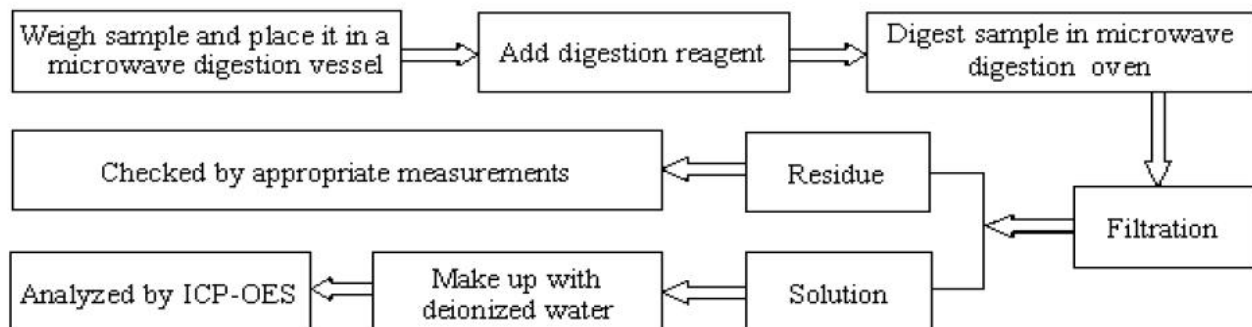 Weigh sample and place it in a
microwave digestion vessel
Add digestion reagent
Digest sample in microwave
digestion oven
Checked by appropriate measurements
Residue
Filtration
Analyzed by ICP-OES
Make up with
deionized water
Solution